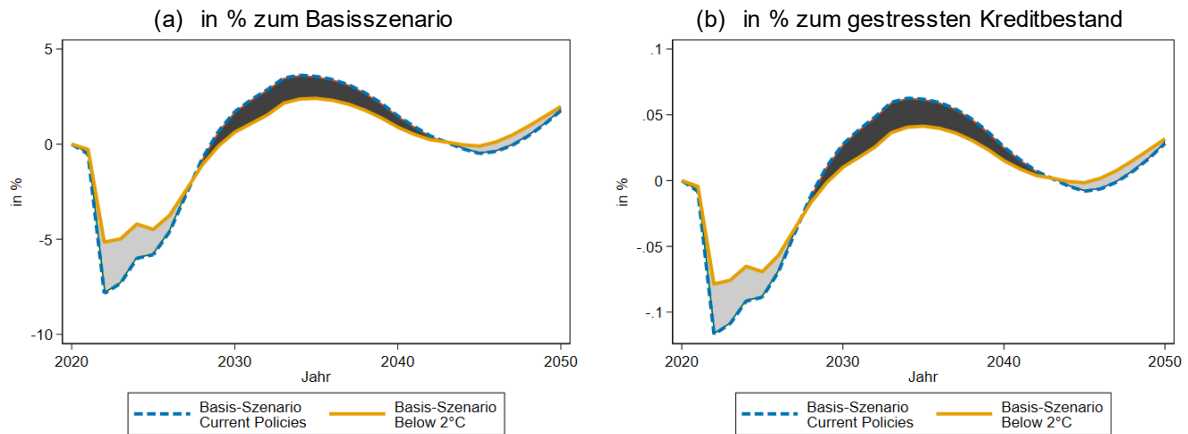 (a) in % zum Basisszenario
5
0
-5
-10
in %
2020
2030
2040
2050
Jahr
Basis-Szenario
Current Policies
Basis-Szenario
Below 2°C
(b) in % zum gestressten Kreditbestand
.1
.05
0
-.05
-.1
in %
2020
2030
2040
2050
Jahr
Basis-Szenario
Current Policies
Basis-Szenario
Below 2°C